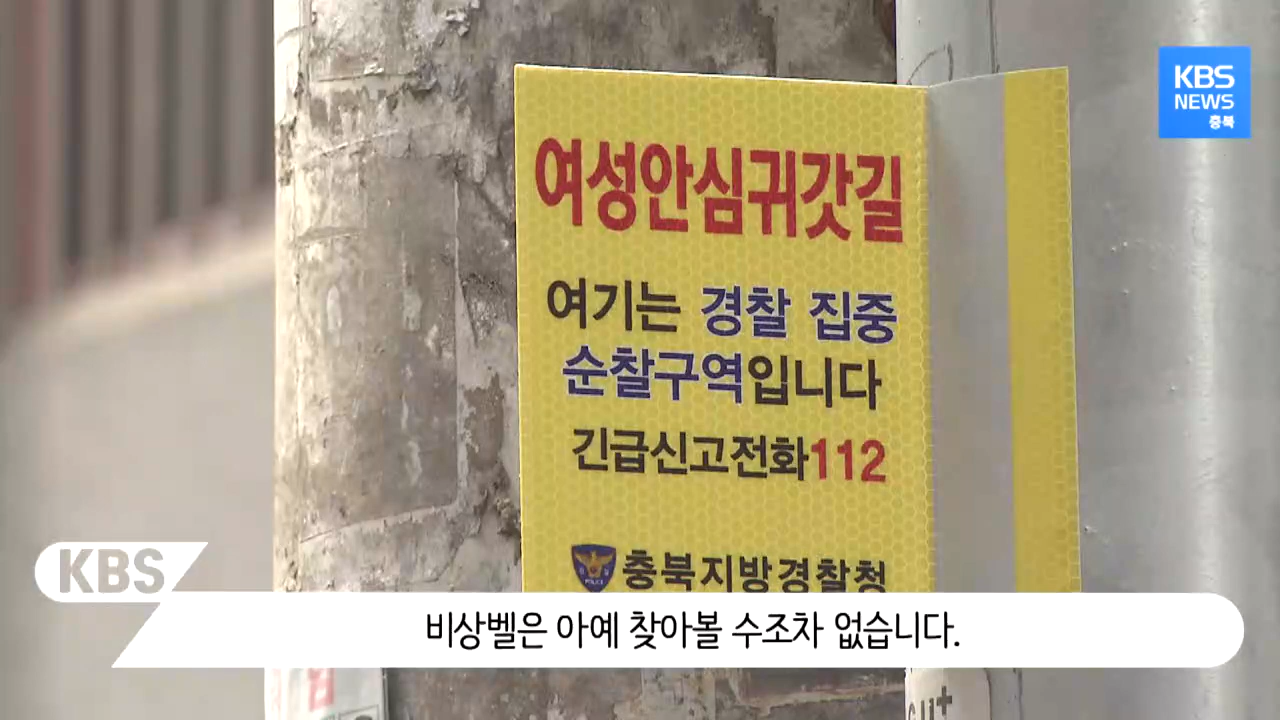 KBS
NEWS
충북
여성안심귀갓길
여기는 경찰 집중
순찰구역입니다
긴급신고전화112
충북지방경찰청
KBS
비상벨은 아예 찾아볼 수조차 없습니다.